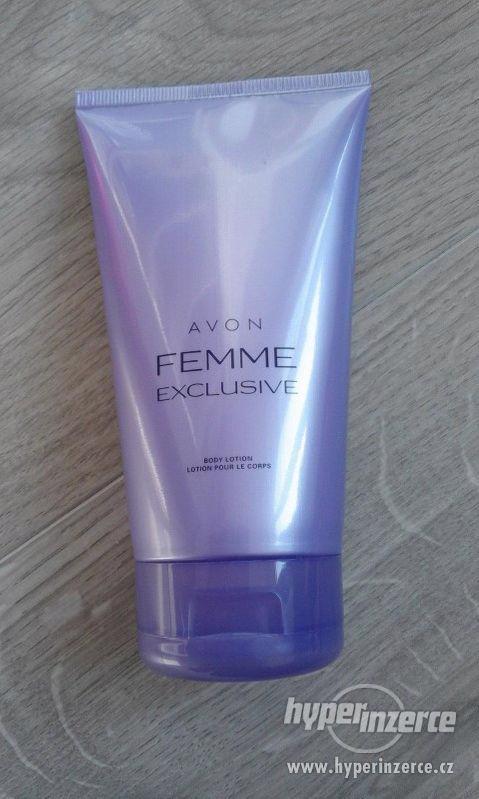 AVON
FEMME
EXCLUSIVE
BODY LOTION
LOTION POUR LE CORPS
hyperinzerce
www.hyperinzerce.cz